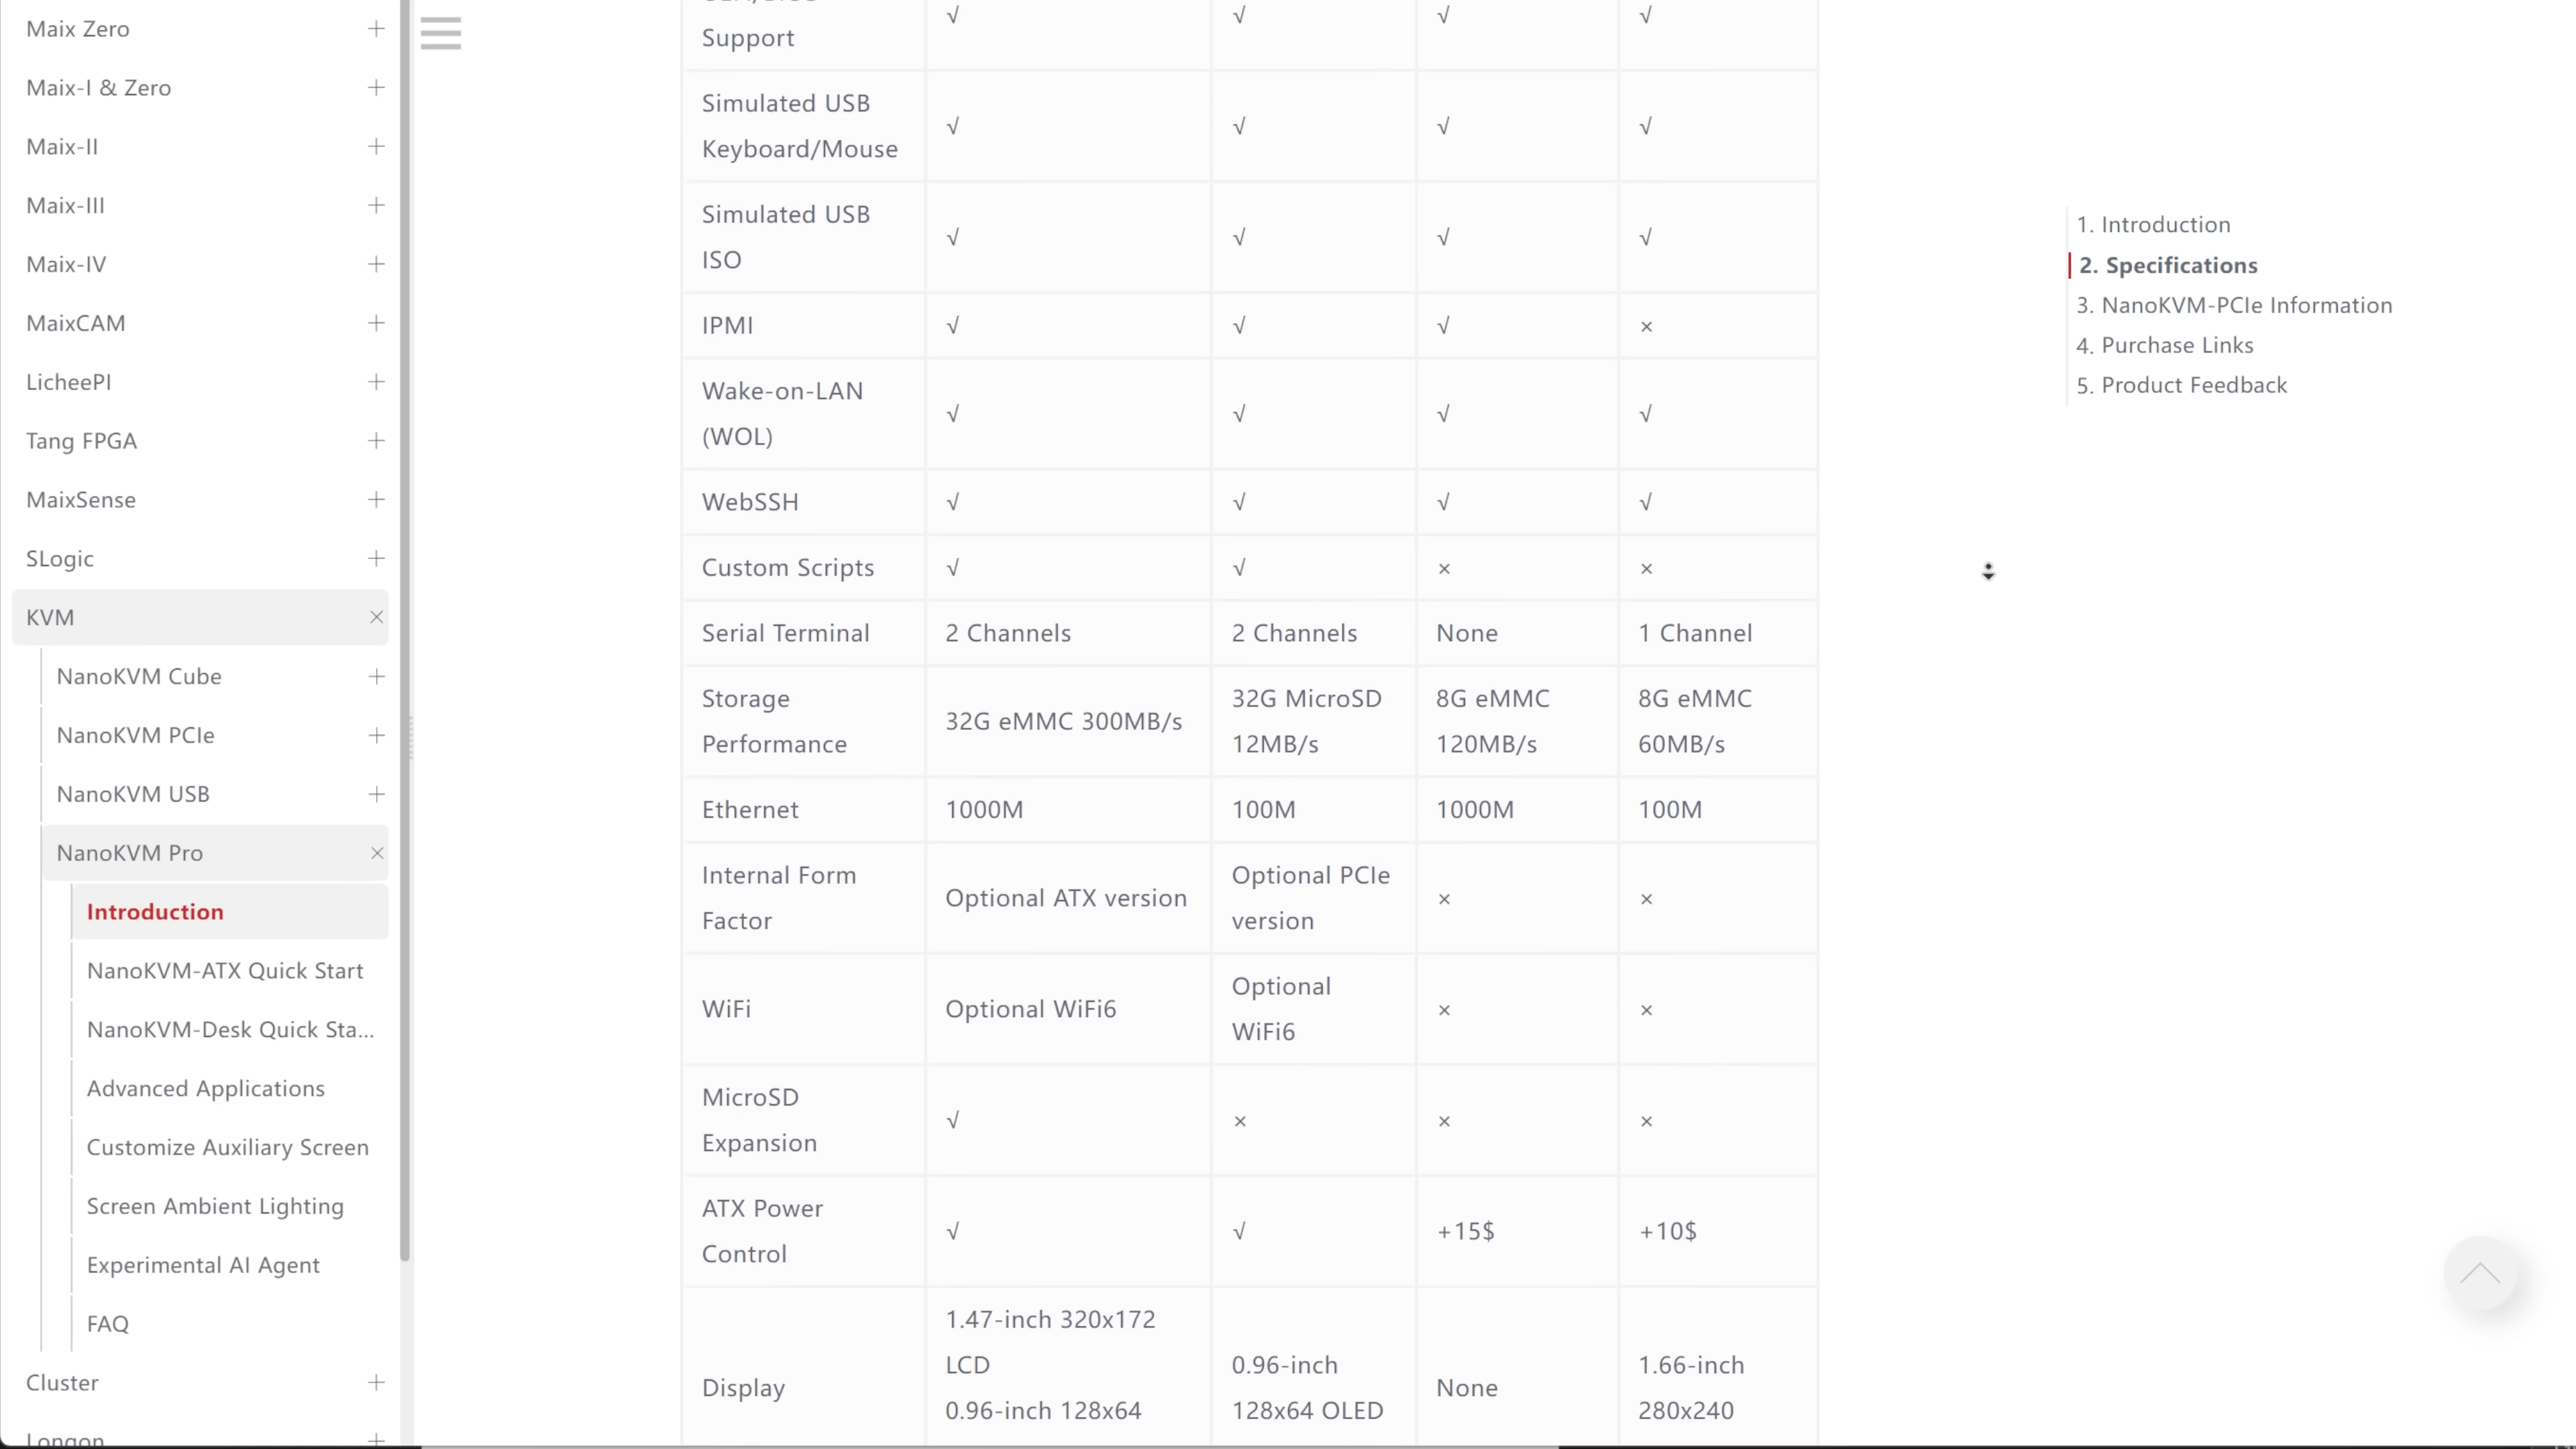 Maix Zero
Maix-I & Zero
Maix-II
Maix-III
Maix-IV
MaixCAM
LicheePI
Tang FPGA
MaixSense
SLogic
KVM
NanoKVM Cube
NanoKVM PCIe
NanoKVM USB
NanoKVM Pro
Introduction
NanoKVM-ATX Quick Start
NanoKVM-Desk Quick Sta...
Advanced Applications
Customize Auxiliary Screen
Screen Ambient Lighting
Experimental AI Agent
FAQ
Cluster
Support √ √ √ √
Simulated USB
Keyboard/Mouse √ √ √ √
Simulated USB
ISO √ √ √ √
IPMI √ √ √ ×
Wake-on-LAN
(WOL) √ √ √ √
WebSSH √ √ √ √
Custom Scripts √ √ × ×
Serial Terminal 2 Channels 2 Channels None 1 Channel
Storage
Performance
32G eMMC 300MB/s
32G MicroSD
12MB/s
8G eMMC
120MB/s
8G eMMC
60MB/s
Ethernet 1000M 100M 1000M 100M
Internal Form
Factor
Optional ATX version
Optional PCIe
version
×
×
WiFi
Optional WiFi6
Optional
WiFi6
×
×
MicroSD
Expansion √ × × ×
ATX Power
Control √ √ +15$ +10$
Display
1.47-inch 320x172
LCD
0.96-inch 128x64
0.96-inch
128x64 OLED
None
1.66-inch
280x240
1. Introduction
2. Specifications
3. NanoKVM-PCIe Information
4. Purchase Links
5. Product Feedback